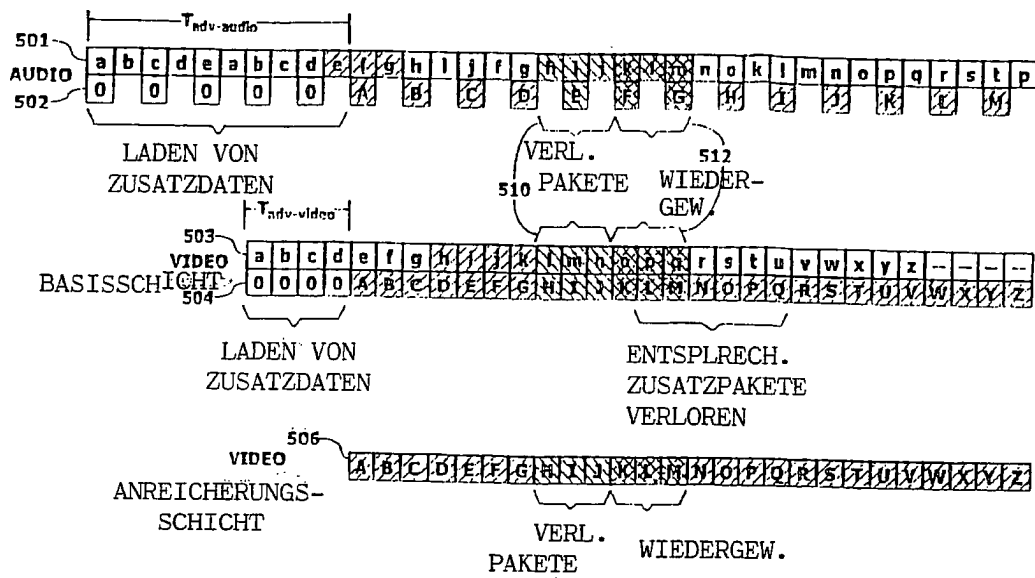 T adv-audio
501
a b c d e a b c d e f g h i j f g h i j k l m n o k l m n o p q r s t p
AUDIO
502
0 0 0 0 0 A B C D E F G H I J K L M
LADEN VON
ZUSATZDATEN
VERL.
PAKETE
510
512
WIEDER-
GEW.
T adv-video
503
a b c d e f g h i j k l m n o p q r s t u v w x y z -- -- -- --
VIDEO
BASISSCHICHT
504
0 0 0 0 A B C D E F G H I J K L M N O P Q R S T U V W X Y Z
LADEN VON
ZUSATZDATEN
ENTSPLRECH.
ZUSATZPAKETE
VERLOREN
506
VIDEO
A B C D E F G H I J K L M N O P Q R S T U V W X Y Z
ANREICHERUNGS-
SCHICHT
VERL.
PAKETE
WIEDERGEW.